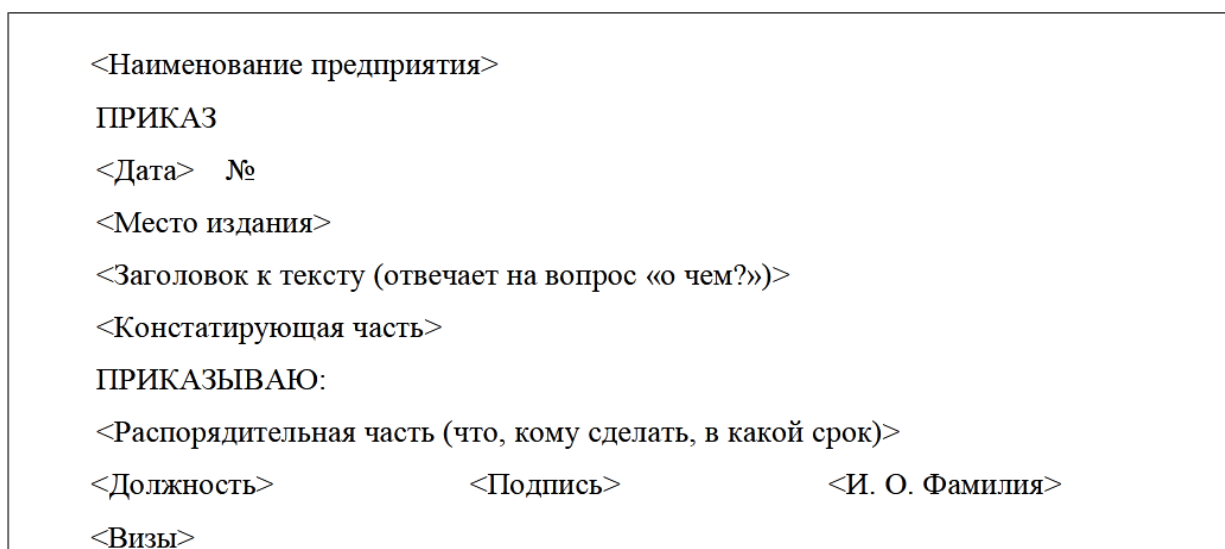 <Наименование предприятия>
ПРИКАЗ
<Дата> №
<Место издания>
<Заголовок к тексту (отвечает на вопрос «о чем?»)>
<Констатирующая часть>
ПРИКАЗЫВАЮ:
<Распорядительная часть (что, кому сделать, в какой срок)>
<Должность> <Подпись> <И. О. Фамилия>
<Визы>